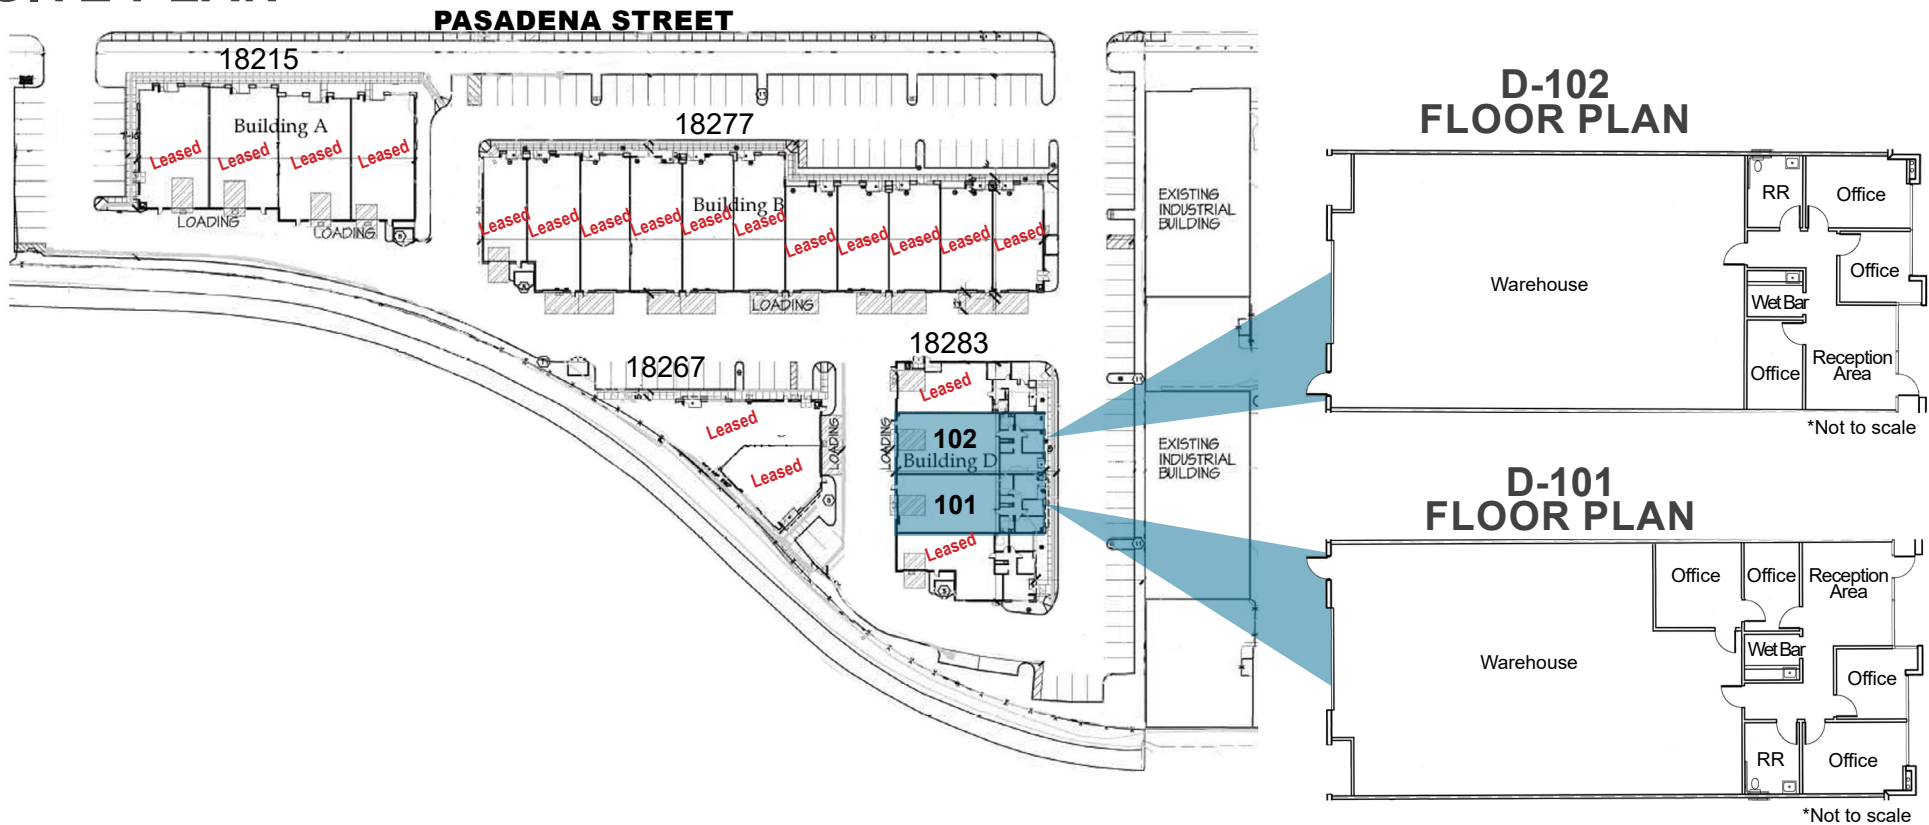 SITE PLAN
PASADENA STREET
18215
Building A
Leased
Leased
Leased
Leased
LOADING
LOADING
18277
Building B
Leased
Leased
Leased
Leased
Leased
Leased
Leased
Leased
Leased
Leased
Leased
LOADING
18267
Leased
Leased
LOADING
18283
Leased
LOADING
102
Building D
101
Leased
EXISTING
INDUSTRIAL
BUILDING
EXISTING
INDUSTRIAL
BUILDING
D-102
FLOOR PLAN
RR
Office
Office
Warehouse
Wet Bar
Office
Reception
Area
*Not to scale
D-101
FLOOR PLAN
Office
Office
Reception
Area
Wet Bar
Warehouse
Office
RR
Office
*Not to scale